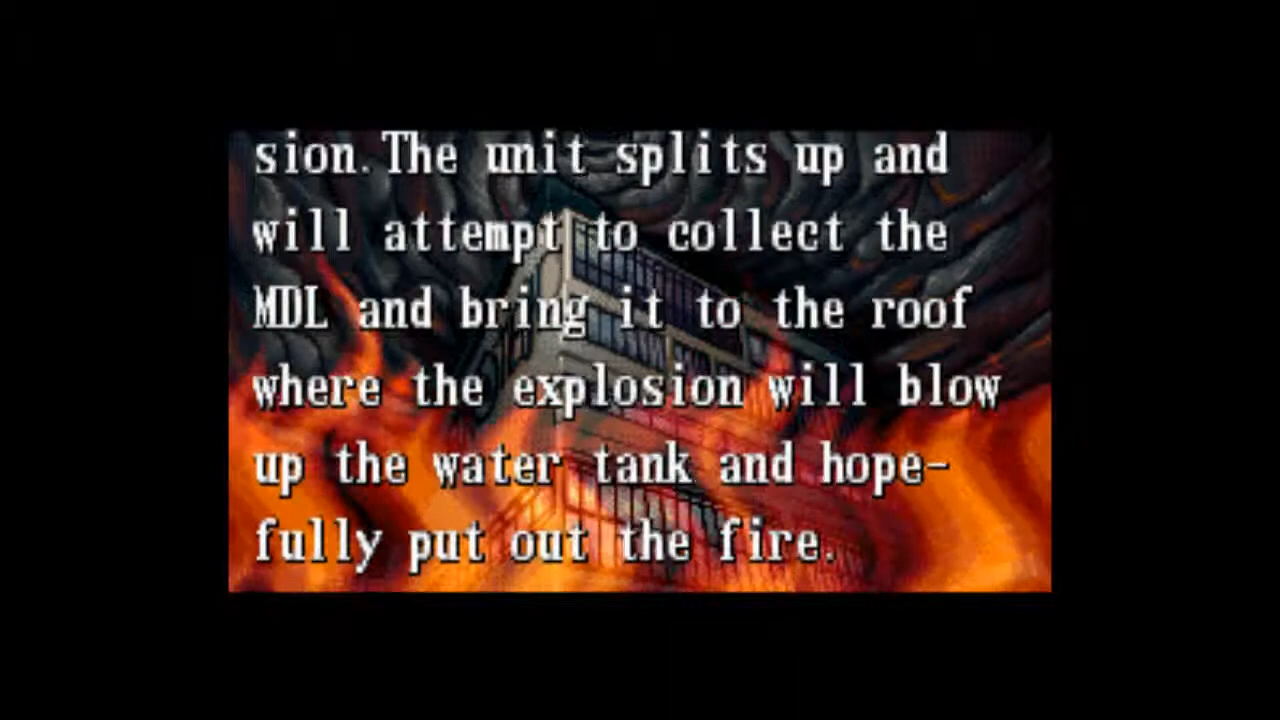 sion.The unit splits up and
will attempt to collect the
MDL and bring it to the roof
where the explosion will blow
up the water tank and hope-
fully put out the fire.